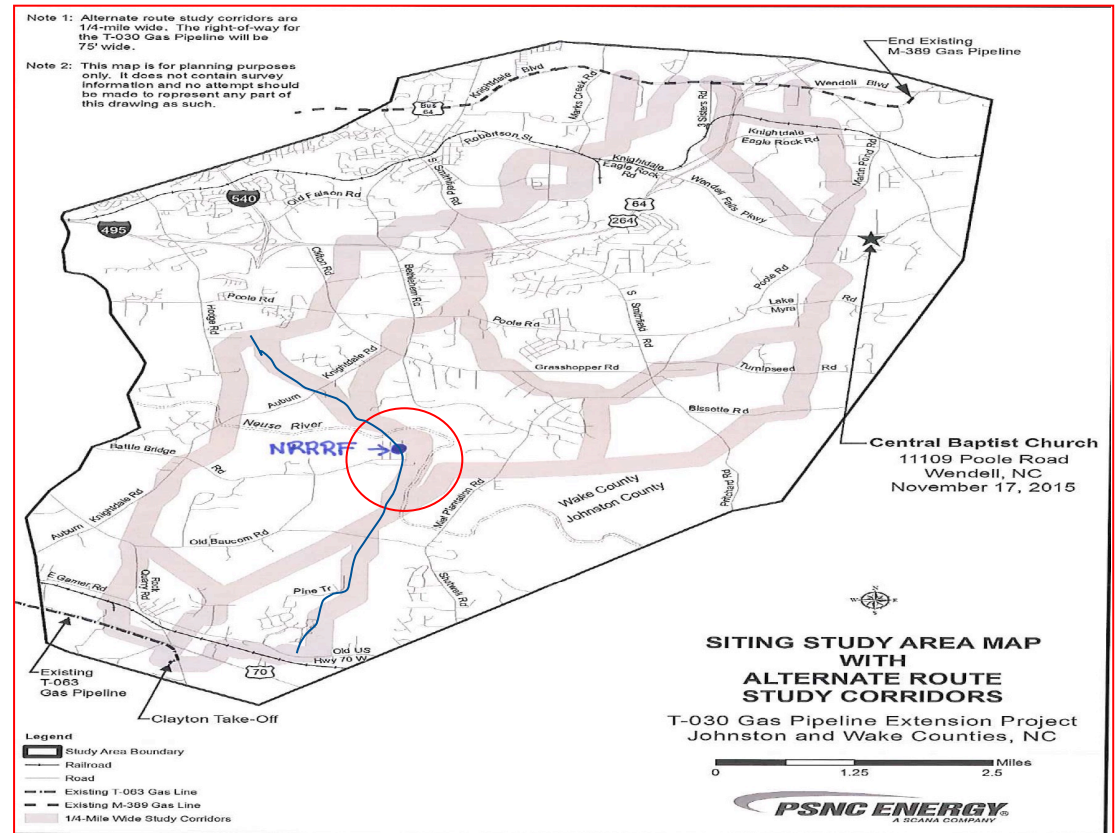 Note 1: Alternate route study corridors are
1/4-mile wide. The right-of-way for
the T-030 Gas Pipeline will be
75' wide.
Note 2: This map is for planning purposes
only. It does not contain survey
information and no attempt should
be made to represent any part of
this drawing as such.
End Existing
M-389 Gas Pipeline
Knightdale Blvd
Wendell Blvd
Bus
64
Marks Creek Rd
3 Sisters Rd
Robertson St
Knightdale
Eagle Rock Rd
Knightdale
Eagle Rock
Rd
S Smithfield Rd
Martin Pond Rd
Old Faison Rd
540
495
64
264
Wendell Falls Pkwy
Clifton Rd
Bethlehem Rd
Poole Rd
Hodge Rd
Poole Rd
S Smithfield Rd
Poole Rd
Lake
Myra
Rd
Knightdale Rd
Auburn
Grasshopper Rd
Turnipseed Rd
Bissette Rd
Neuse River
Battle Bridge
Rd
NRRRF →
Central Baptist Church
11109 Poole Road
Wendell, NC
November 17, 2015
Wake County
Johnston County
Pritchard Rd
Mial Plantation Rd
Auburn Knightdale Rd
Old Baucom Rd
E Garner Rd
Rock
Quarry Rd
Pine Tr
Shotwell Rd
Old US
Hwy 70 W
70
Existing
T-063
Gas Pipeline
Clayton Take-Off
N
E
S
SITING STUDY AREA MAP
WITH
ALTERNATE ROUTE
STUDY CORRIDORS
T-030 Gas Pipeline Extension Project
Johnston and Wake Counties, NC
Miles
0 1.25 2.5
Legend
Study Area Boundary
Railroad
Road
Existing T-063 Gas Line
Existing M-389 Gas Line
1/4-Mile Wide Study Corridors
PSNC ENERGY®
A SCANA COMPANY